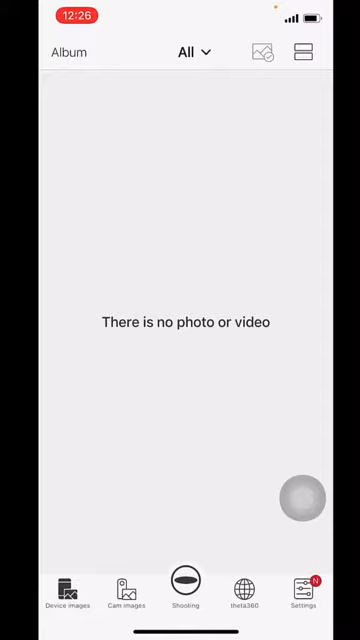 12:26
Album
All
There is no photo or video
N
Device images
Cam images
Shooting
theta360
Settings